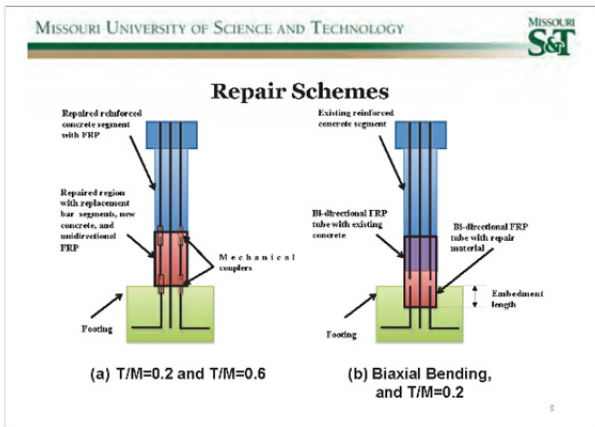 MISSOURI UNIVERSITY OF SCIENCE AND TECHNOLOGY
MISSOURI
S&T
Repair Schemes
Repaired reinforced
concrete segment
with FRP
Repaired region
with replacement
bar segments, new
concrete, and
unidirectional
FRP
Mechanical
couplers
Footing
(a) T/M=0.2 and T/M=0.6
Existing reinforced
concrete segment
Bi-directional FRP
tube with existing
concrete
Bi-directional FRP
tube with repair
material
Embedment
length
Footing
(b) Biaxial Bending,
and T/M=0.2